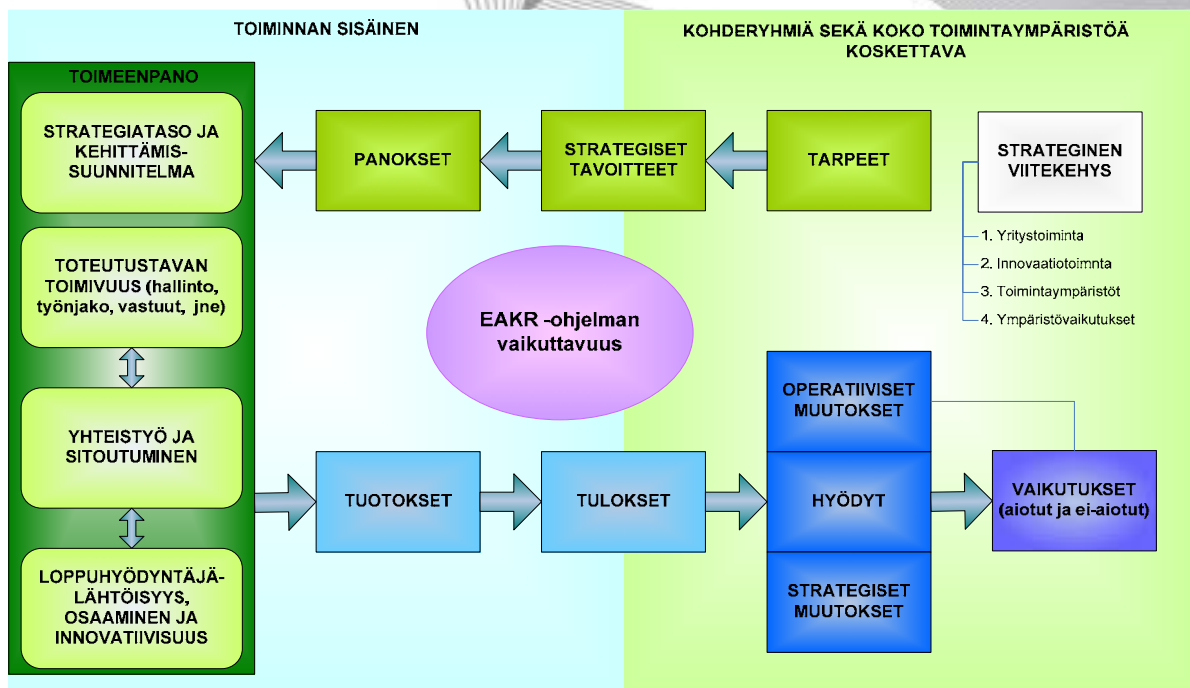 TOIMINNAN SISÄINEN
KOHDERYHMIÄ SEKÄ KOKO TOIMINTAYMPÄRISTÖÄ
KOSKETTAVA
TOIMEENPANO
STRATEGIATASO JA
KEHITTÄMIS-
SUUNNITELMA
PANOKSET
STRATEGISET
TAVOITTEET
TARPEET
STRATEGINEN
VIITEKEHYS
1. Yritystoiminta
2. Innovaatiotoimnta
3. Toimintaympäristöt
4. Ympäristövaikutukset
TOTEUTUSTAVAN
TOIMIVUUS (hallinto,
työnjako, vastuut, jne)
EAKR -ohjelman
vaikuttavuus
YHTEISTYÖ JA
SITOUTUMINEN
LOPPUHYÖDYNTÄJÄ-
LÄHTÖISYYS,
OSAAMINEN JA
INNOVATIIVISUUS
TUOTOKSET
TULOKSET
OPERATIIVISET
MUUTOKSET
HYÖDYT
STRATEGISET
MUUTOKSET
VAIKUTUKSET
(aiotut ja ei-aiotut)